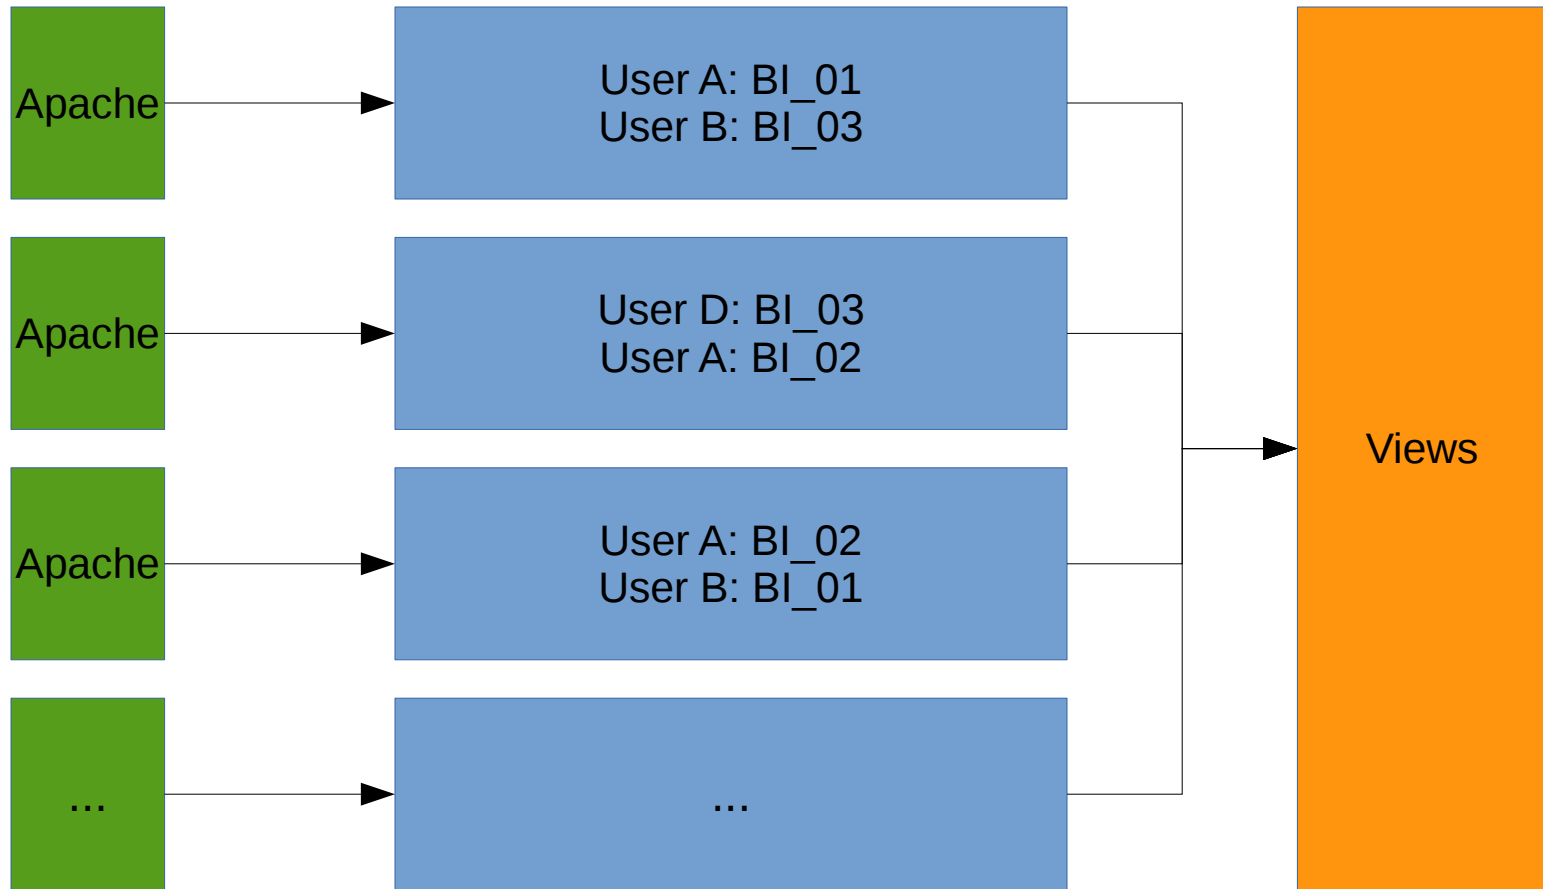 Apache
User A: BI_01
User B: BI_03
Apache
User D: BI_03
User A: BI_02
Views
Apache
User A: BI_02
User B: BI_01
...
...